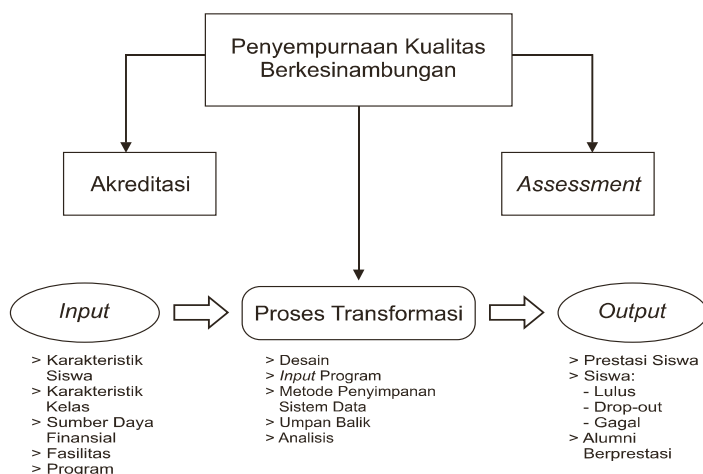 Penyempurnaan Kualitas
Berkesinambungan
Akreditasi
Assessment
Input
Proses Transformasi
Output
> Karakteristik
Siswa
> Karakteristik
Kelas
> Sumber Daya
Finansial
> Fasilitas
> Program
> Desain
> Input Program
> Metode Penyimpanan
Sistem Data
> Umpan Balik
> Analisis
> Prestasi Siswa
> Siswa:
- Lulus
- Drop-out
- Gagal
> Alumni
Berprestasi